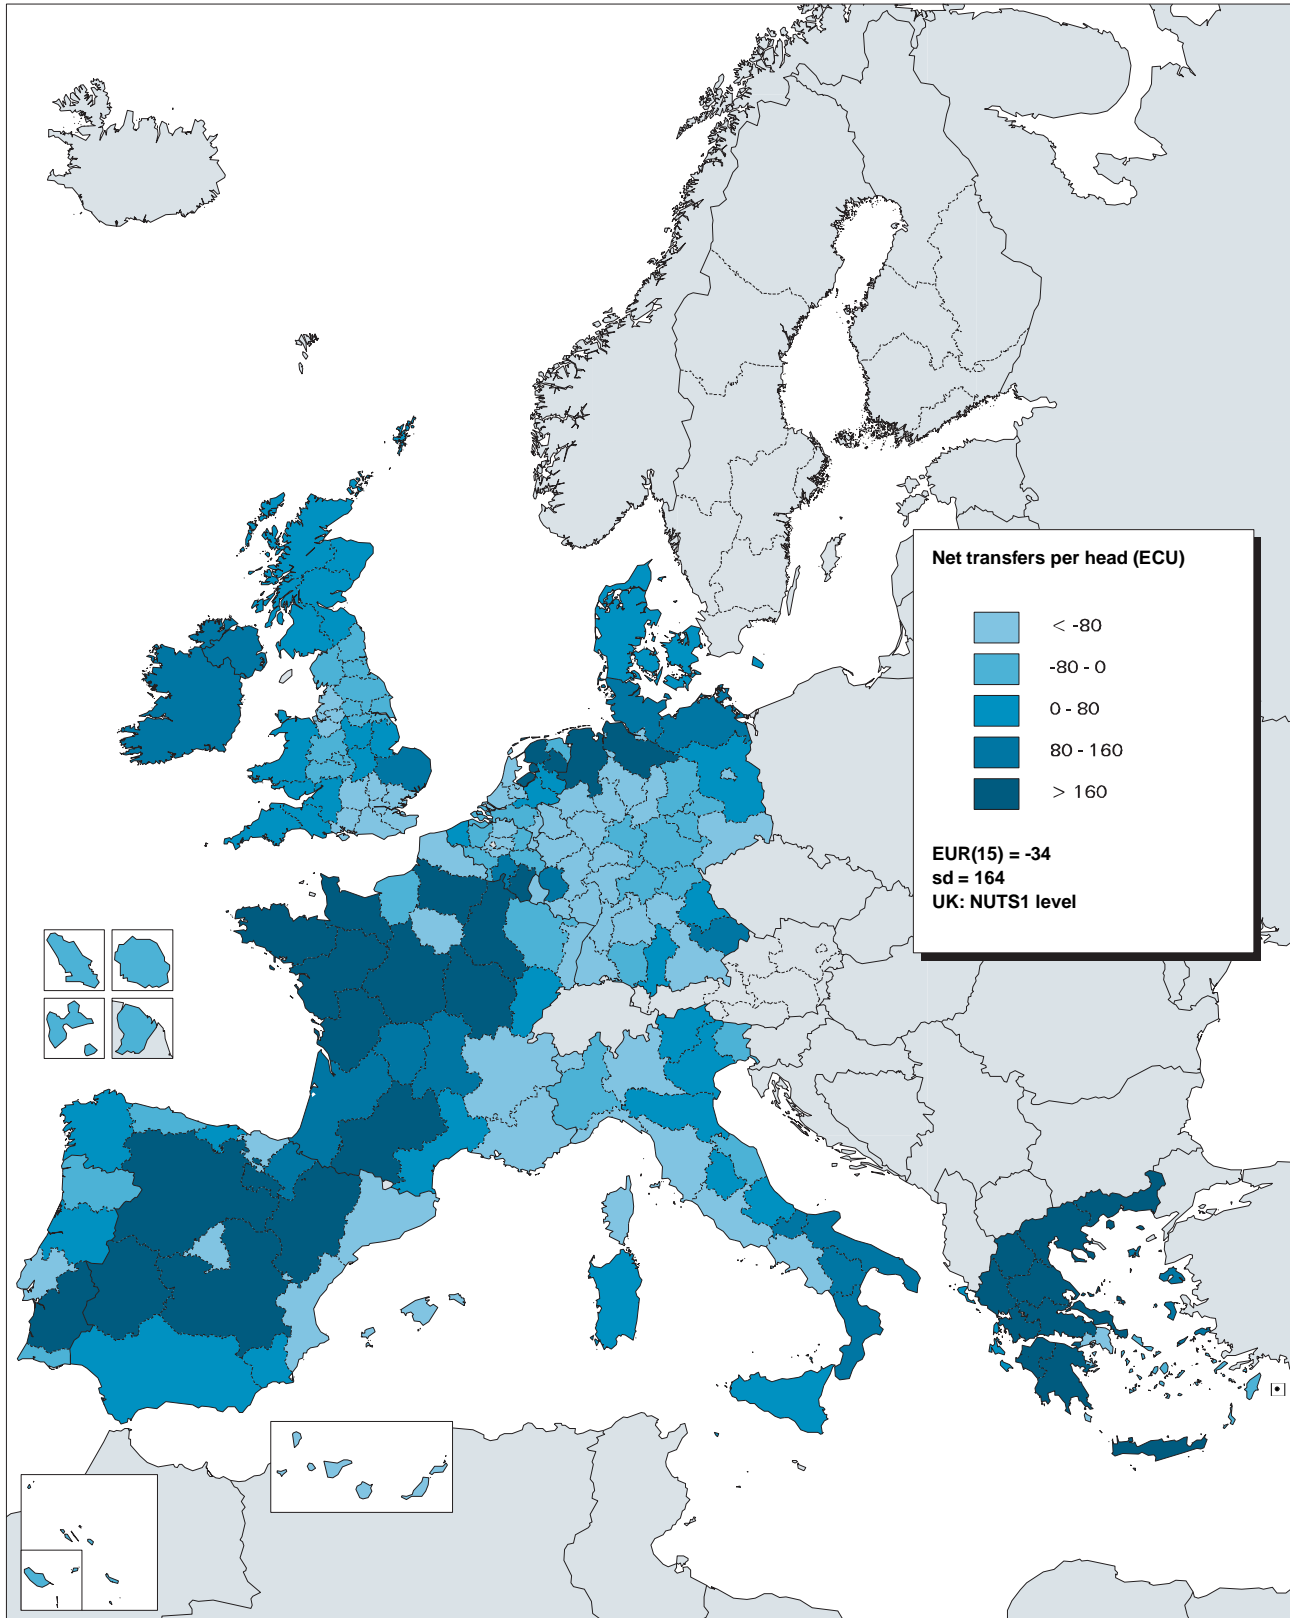 Net transfers per head (ECU)
< -80
-80 - 0
0 - 80
80 - 160
> 160
EUR(15) = -34
sd = 164
UK: NUTS1 level